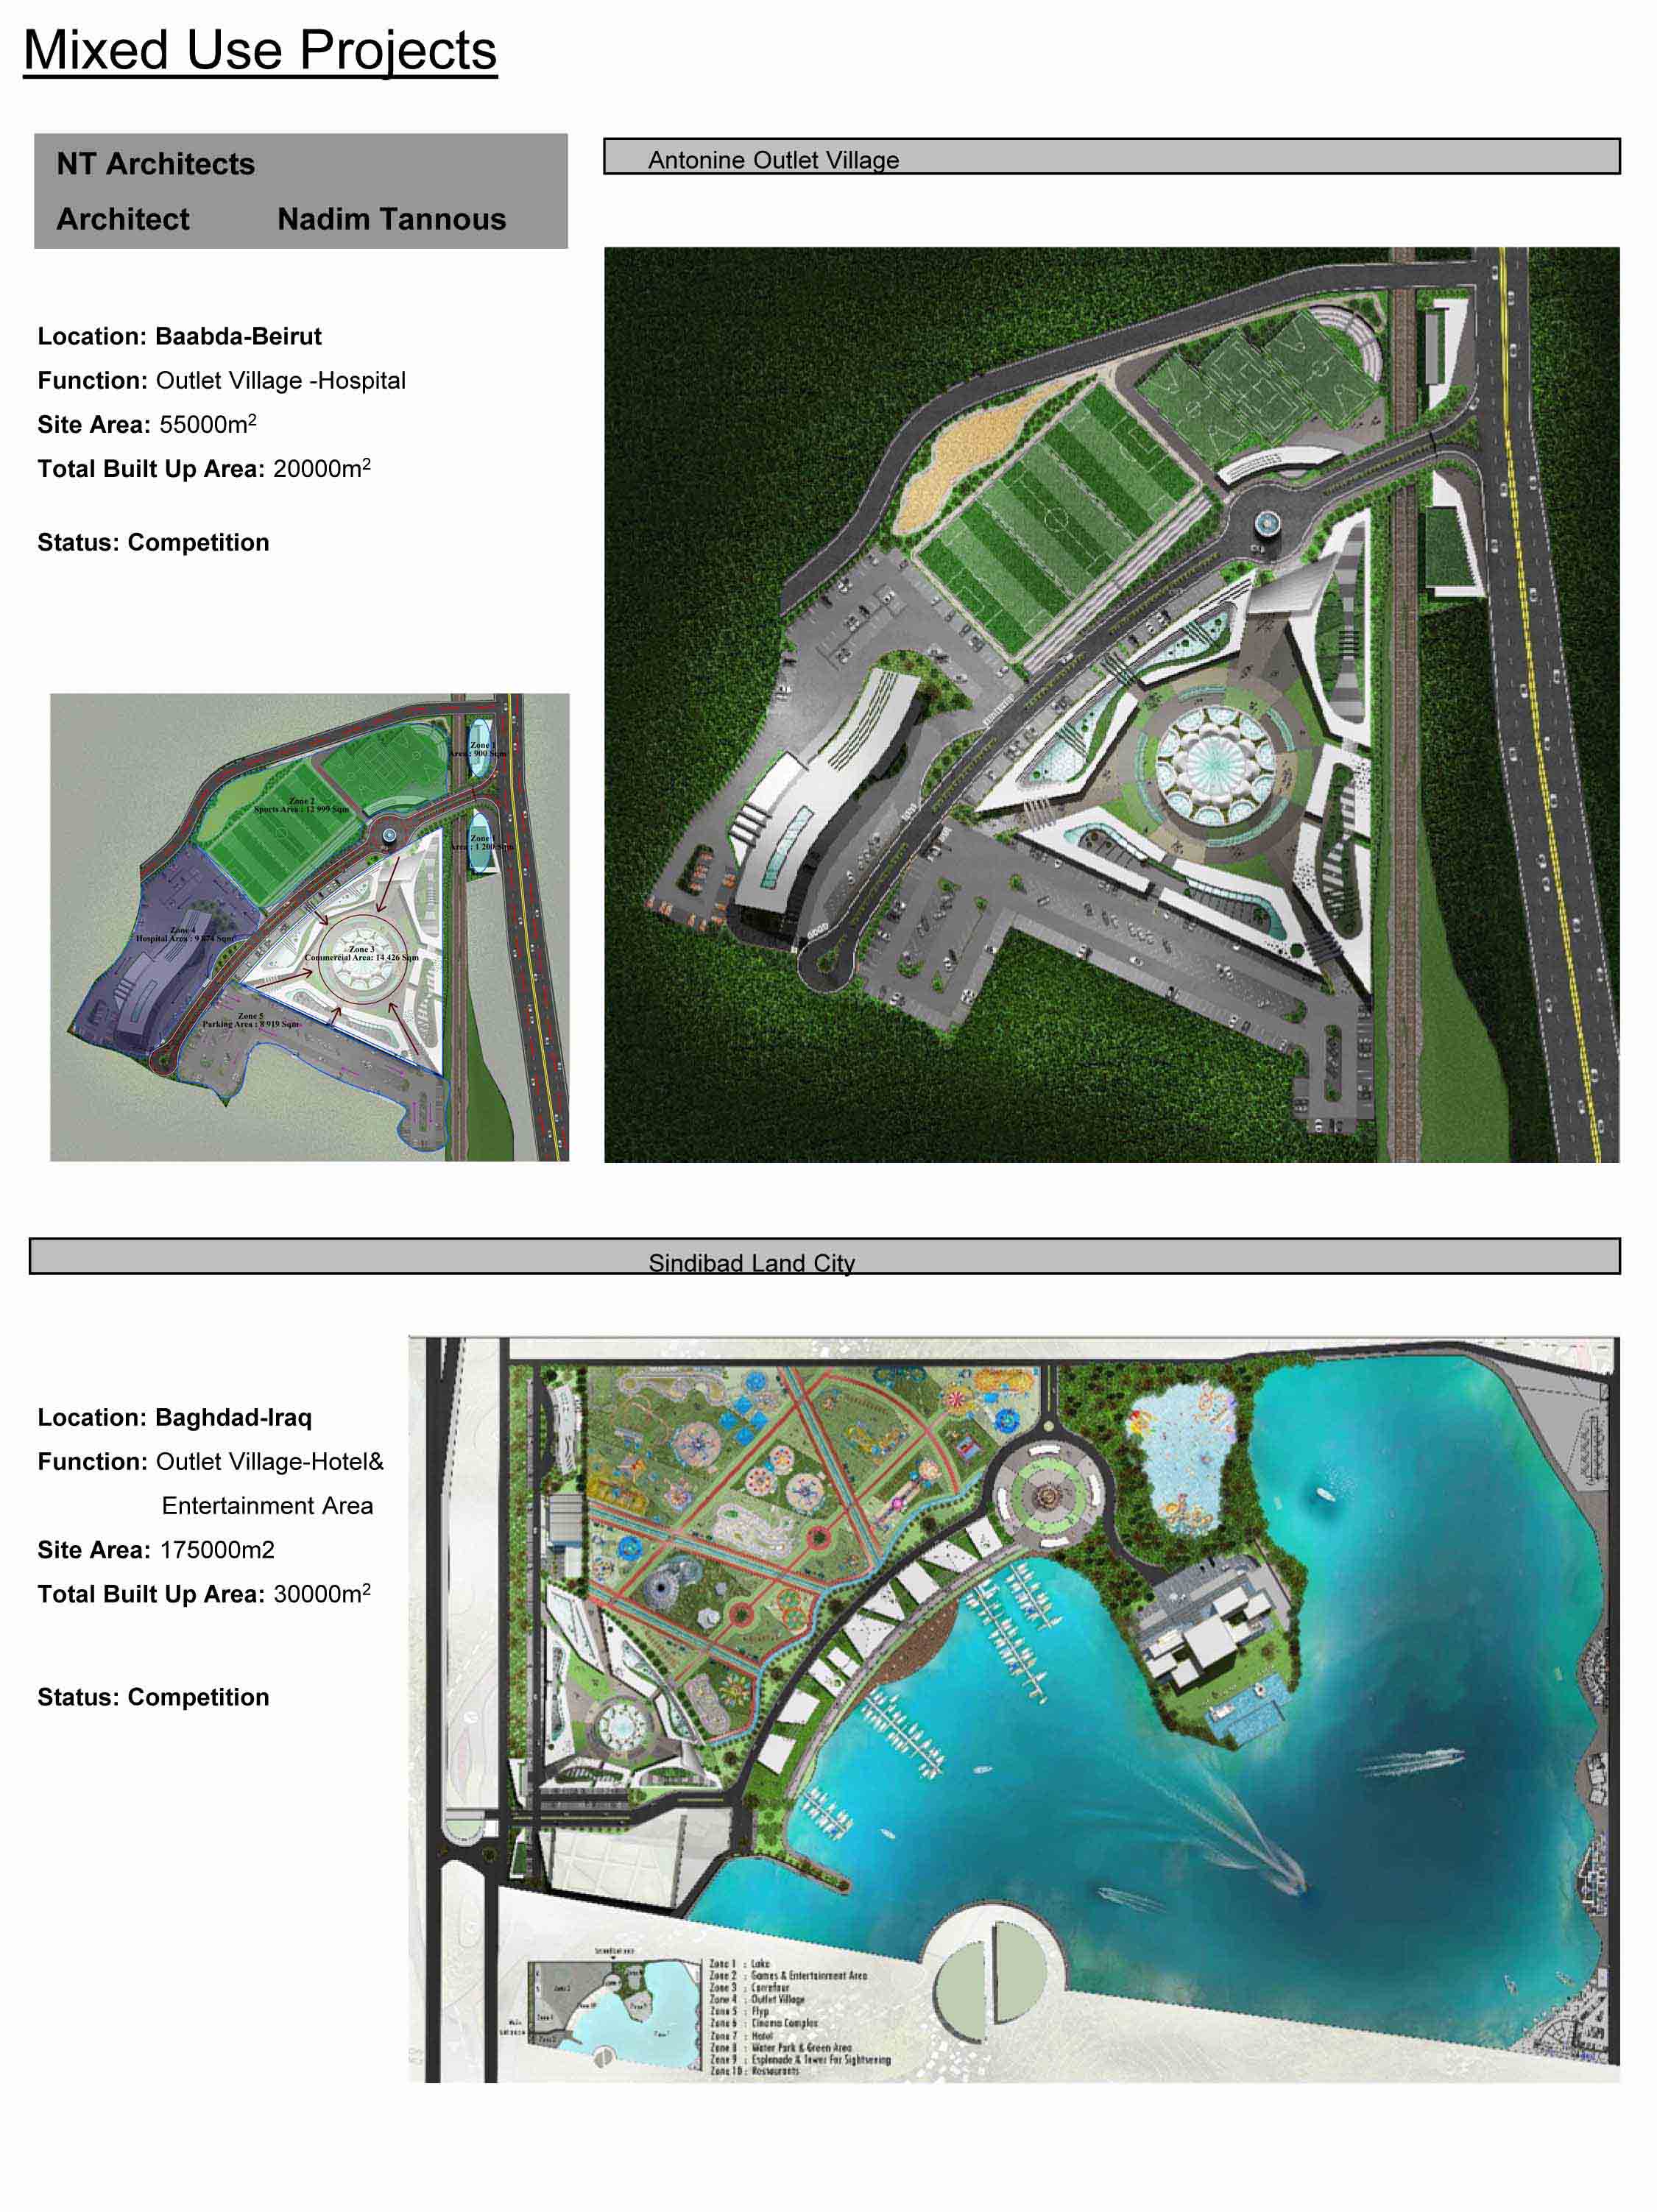 Mixed Use Projects
NT Architects
Architect Nadim Tannous
Antonine Outlet Village
Location: Baabda-Beirut
Function: Outlet Village -Hospital
Site Area: 55000m²
Total Built Up Area: 20000m²
Status: Competition
Zone 1
Area : 900 Sqm
Zone 2
Sports Area : 12 999 Sqm
Zone 1
Area : 1 200 Sqm
Zone 4
Hospital Area : 9 874 Sqm
Zone 3
Commercial Area: 14 426 Sqm
Zone 5
Parking Area : 8 919 Sqm
Sindibad Land City
Location: Baghdad-Iraq
Function: Outlet Village-Hotel&
Entertainment Area
Site Area: 175000m2
Total Built Up Area: 30000m²
Status: Competition
Zone 1 : Lake
Zone 2 : Games & Entertainment Area
Zone 3 : Carrefour
Zone 4 : Outlet Village
Zone 5 : Flyp
Zone 6 : Cinema Complex
Zone 7 : Hotel
Zone 8 : Water Park & Green Area
Zone 9 : Esplanade & Tower For Sightseeing
Zone 10 : Restaurants